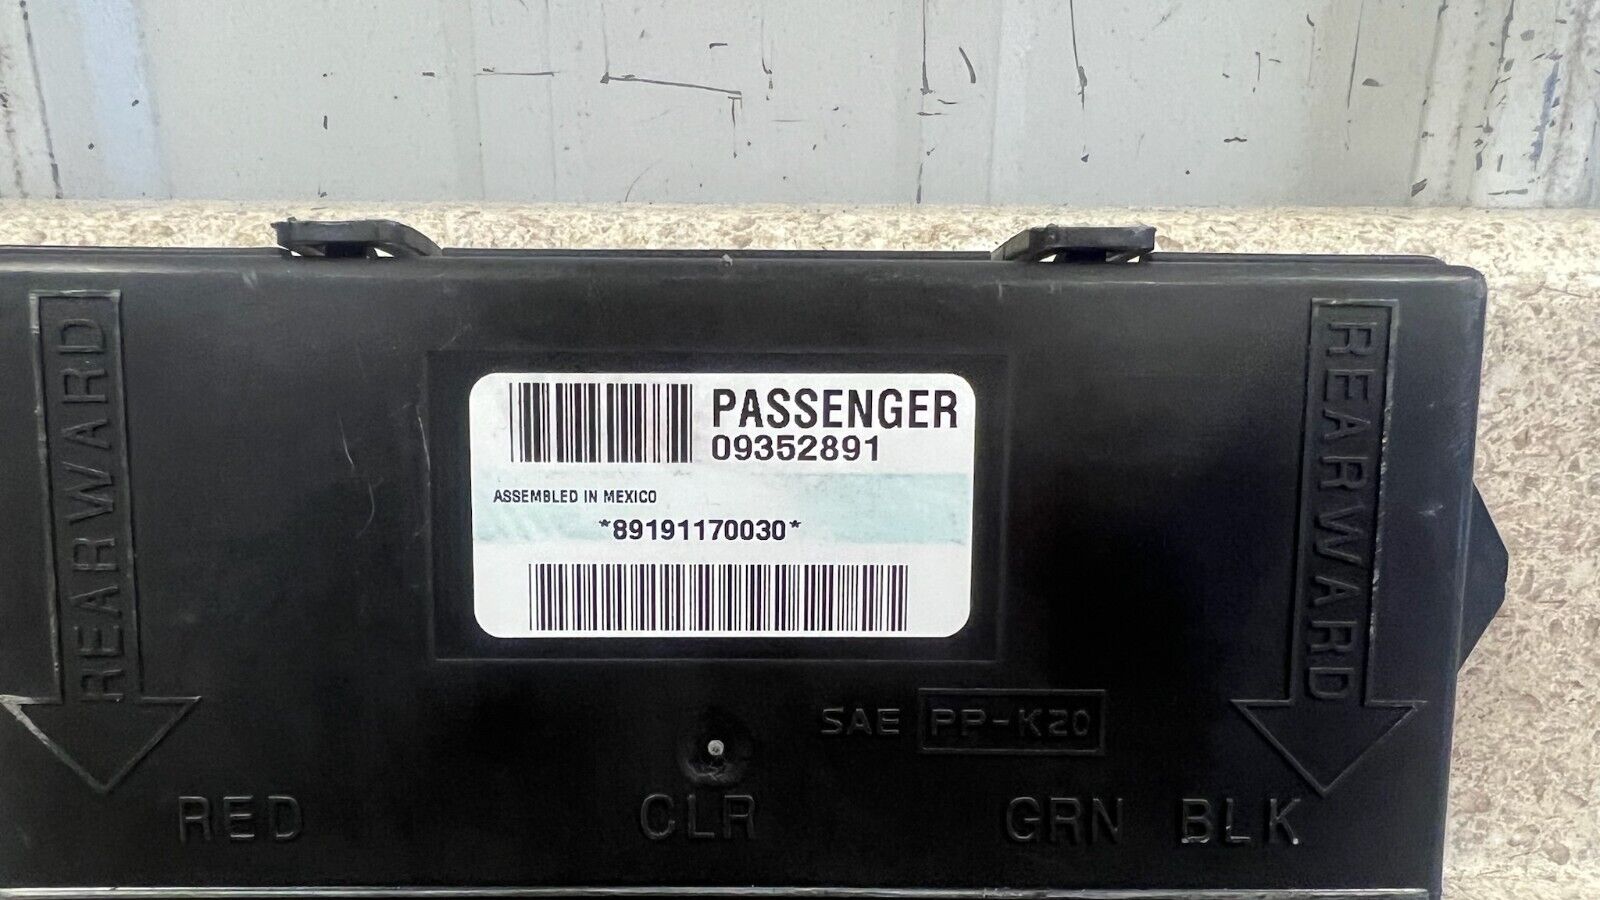 REARWARD
PASSENGER
09352891
ASSEMBLED IN MEXICO
*89191170030*
REARWARD
SAE PP-K20
RED CLR GRN BLK